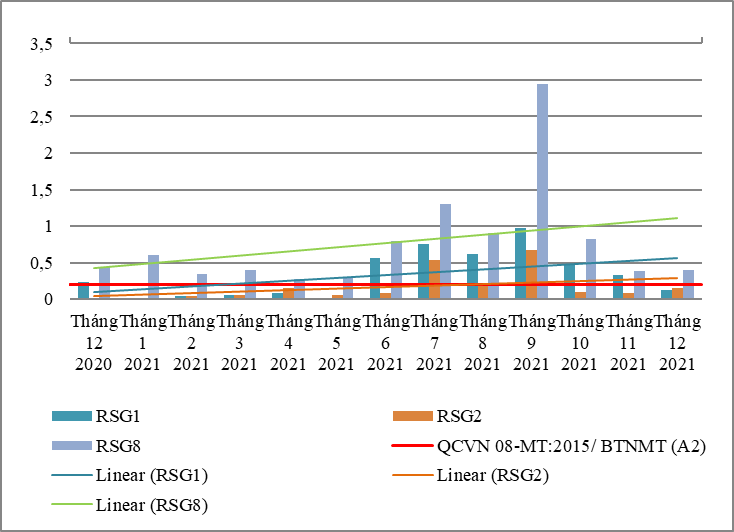 3,5
3
2,5
2
1,5
1
0,5
0
Tháng Tháng Tháng Tháng Tháng Tháng Tháng Tháng Tháng Tháng Tháng Tháng Tháng
12 1 2 3 4 5 6 7 8 9 10 11 12
2020 2021 2021 2021 2021 2021 2021 2021 2021 2021 2021 2021 2021
RSG1 RSG2
RSG8 QCVN 08-MT:2015/ BTNMT (A2)
Linear (RSG1) Linear (RSG2)
Linear (RSG8)